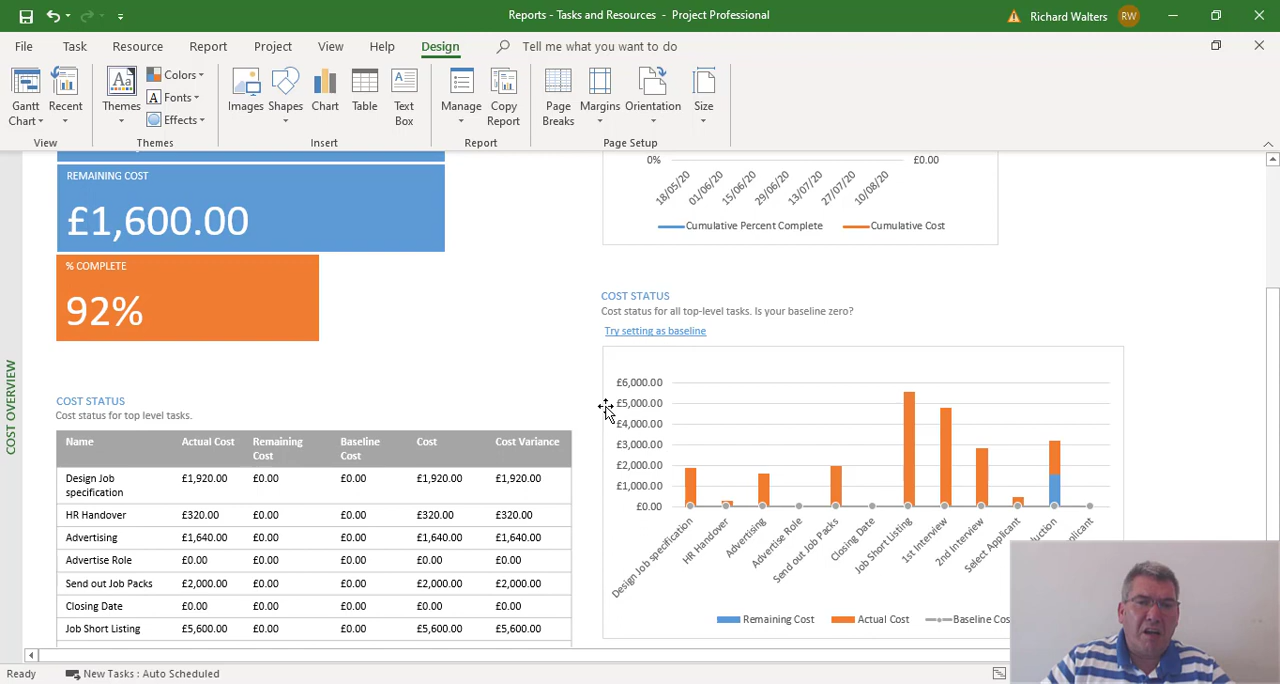 Reports - Tasks and Resources - Project Professional
Richard Walters RW
File Task Resource Report Project View Help Design Tell me what you want to do
Gantt Chart
Recent
Themes
Colors
Fonts
Effects
Images
Shapes
Chart
Table
Text Box
Manage
Copy Report
Page Breaks
Margins
Orientation
Size
View Themes Insert Report Page Setup
COST OVERVIEW
REMAINING COST
£1,600.00
% COMPLETE
92%
COST STATUS
Cost status for top level tasks.
Name Actual Cost Remaining Cost Baseline Cost Cost Cost Variance
Design Job specification £1,920.00 £0.00 £0.00 £1,920.00 £1,920.00
HR Handover £320.00 £0.00 £0.00 £320.00 £320.00
Advertising £1,640.00 £0.00 £0.00 £1,640.00 £1,640.00
Advertise Role £0.00 £0.00 £0.00 £0.00 £0.00
Send out Job Packs £2,000.00 £0.00 £0.00 £2,000.00 £2,000.00
Closing Date £0.00 £0.00 £0.00 £0.00 £0.00
Job Short Listing £5,600.00 £0.00 £0.00 £5,600.00 £5,600.00
0% £0.00
18/05/20 01/06/20 15/06/20 29/06/20 13/07/20 27/07/20 10/08/20
Cumulative Percent Complete Cumulative Cost
COST STATUS
Cost status for all top-level tasks. Is your baseline zero?
Try setting as baseline
£6,000.00
£5,000.00
£4,000.00
£3,000.00
£2,000.00
£1,000.00
£0.00
Design Job specification
HR Handover
Advertising
Advertise Role
Send out Job Packs
Closing Date
Job Short Listing
1st Interview
2nd Interview
Select Applicant
Remaining Cost Actual Cost Baseline
Ready New Tasks : Auto Scheduled